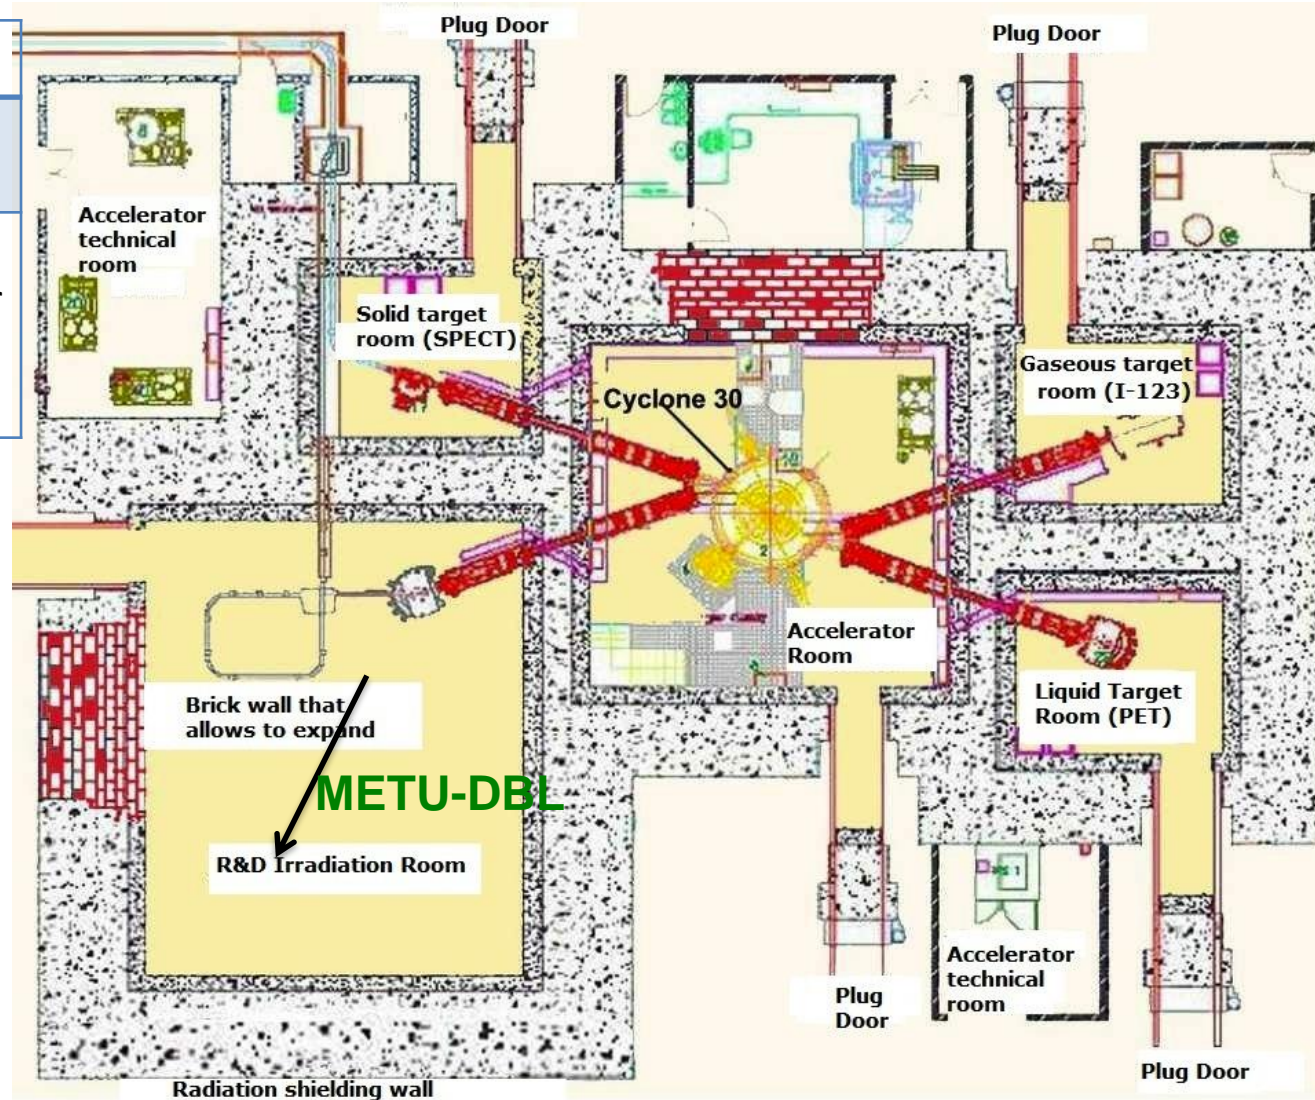 Plug Door
Plug Door
Accelerator
technical
room
Solid target
room (SPECT)
Gaseous target
room (I-123)
Cyclone 30
2
Accelerator
Room
Liquid Target
Room (PET)
Brick wall that
allows to expand
METU-DBL
R&D Irradiation Room
Accelerator
technical
room
Plug
Door
Plug Door
Radiation shielding wall